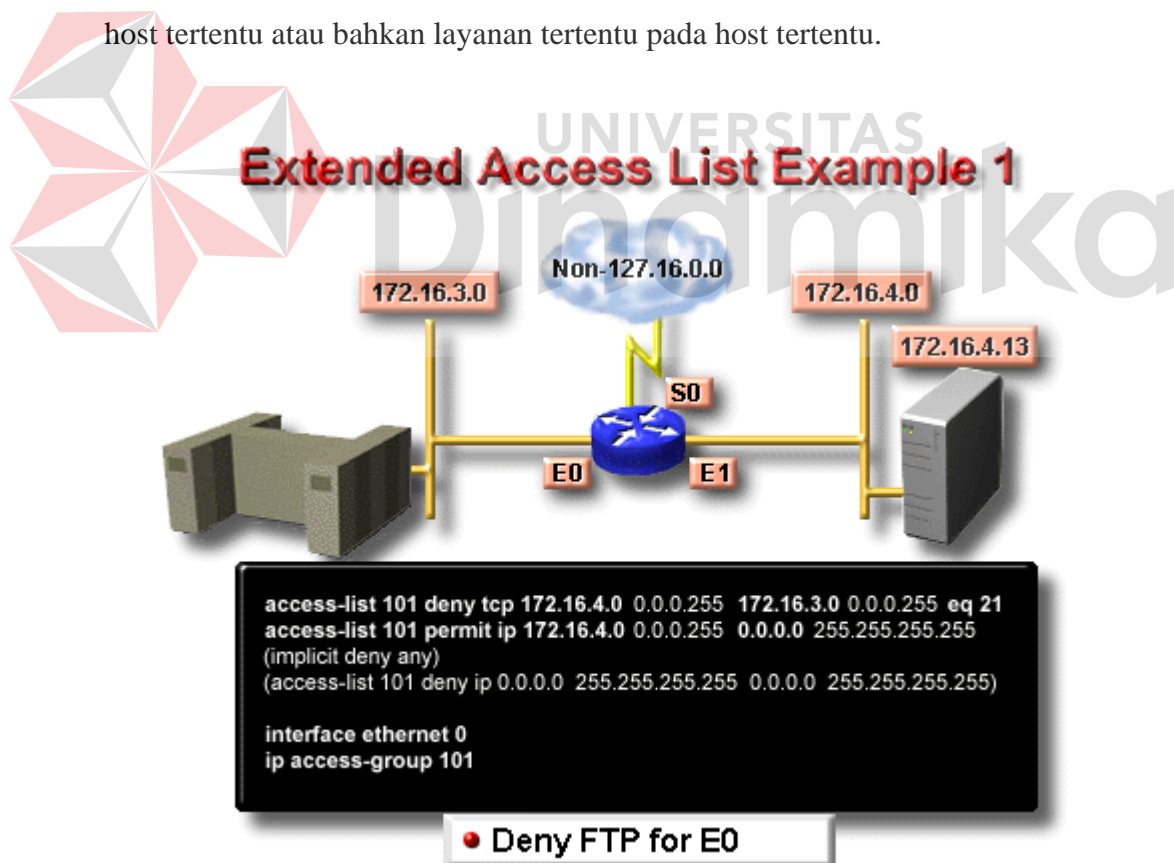 host tertentu atau bahkan layanan tertentu pada host tertentu.
UNIVERSITAS
Dinamika
Extended Access List Example 1
Non-127.16.0.0
172.16.3.0
172.16.4.0
172.16.4.13
S0
E0
E1
access-list 101 deny tcp 172.16.4.0 0.0.0.255 172.16.3.0 0.0.0.255 eq 21
access-list 101 permit ip 172.16.4.0 0.0.0.255 0.0.0.0 255.255.255.255
(implicit deny any)
(access-list 101 deny ip 0.0.0.0 255.255.255.255 0.0.0.0 255.255.255.255)
interface ethernet 0
ip access-group 101
• Deny FTP for E0